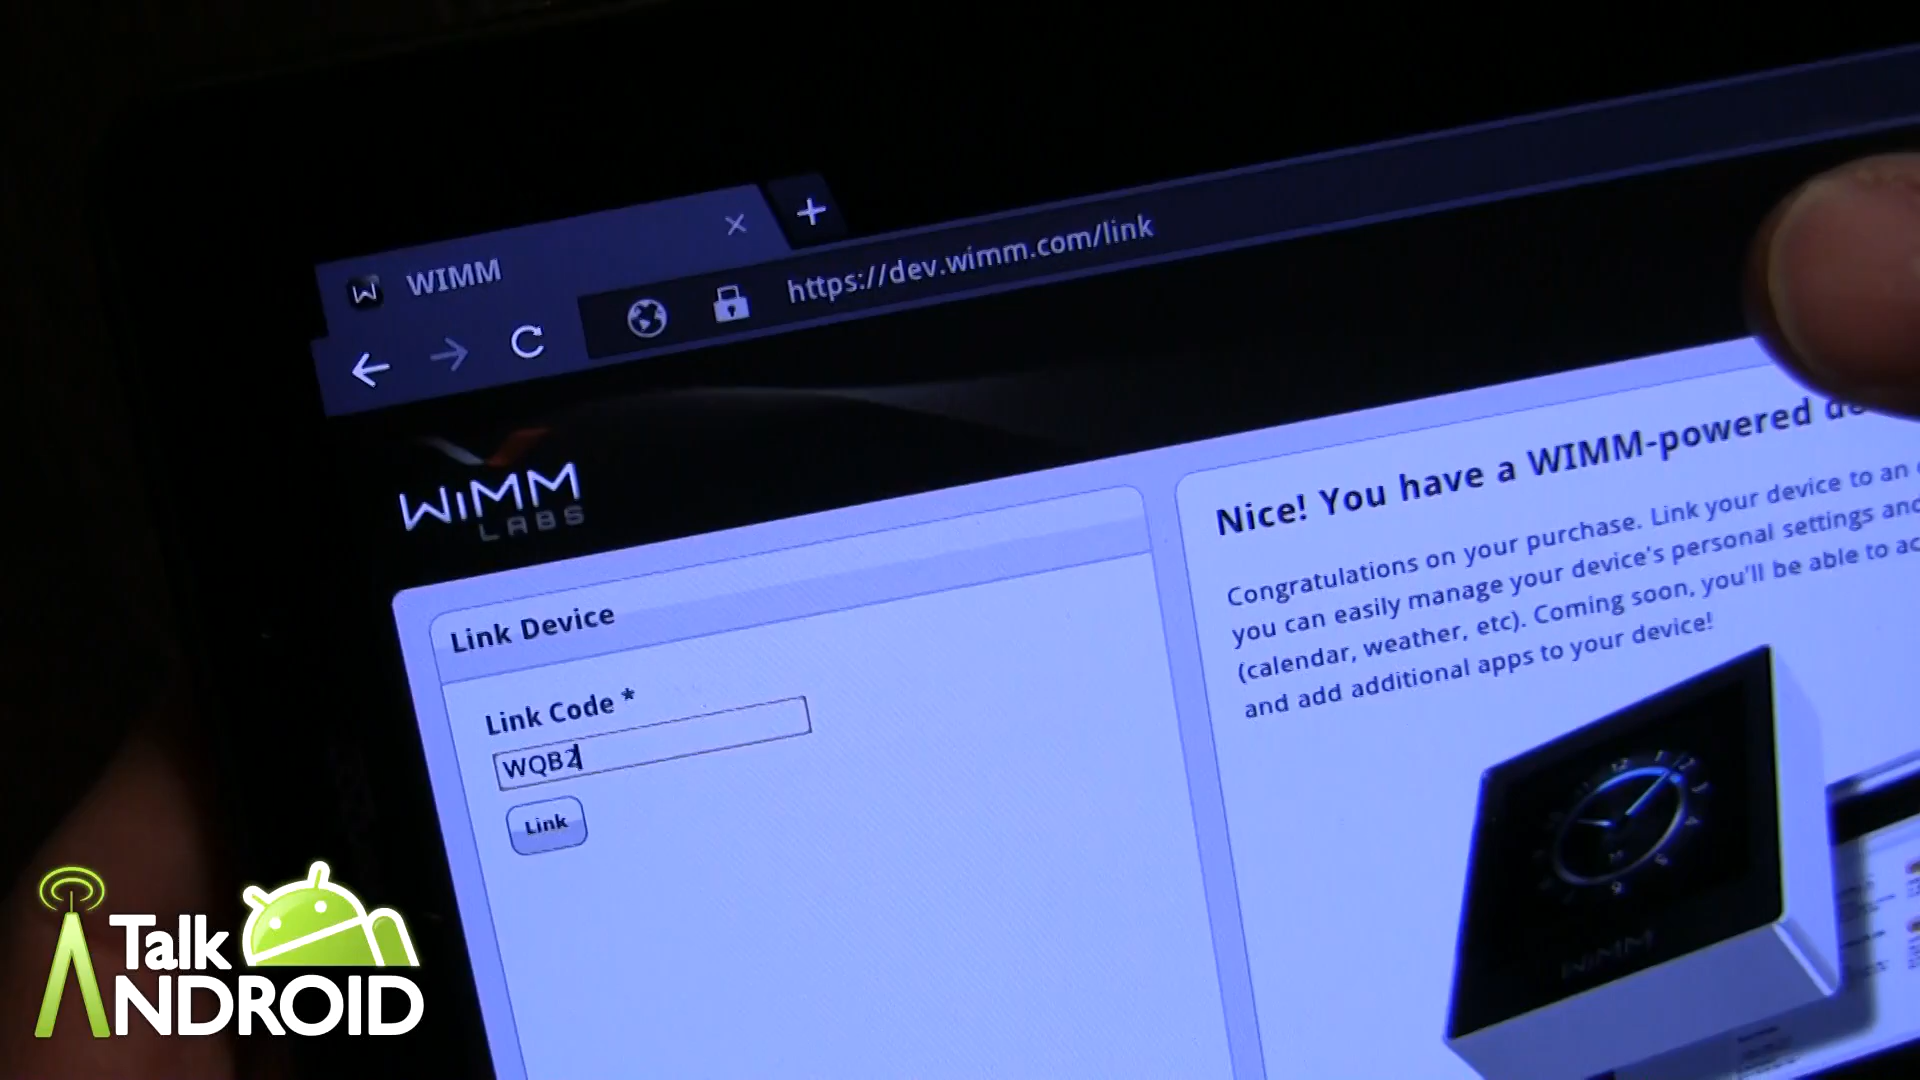 WIMM
https://dev.wimm.com/link
WiMM
LABS
Link Device
Link Code *
WQB2
Link
Nice! You have a WIMM-powered
Congratulations on your purchase. Link your device to an
you can easily manage your device's personal settings and
(calendar, weather, etc). Coming soon, you'll be able to
and add additional apps to your device!
WIMM
Talk
ANDROID